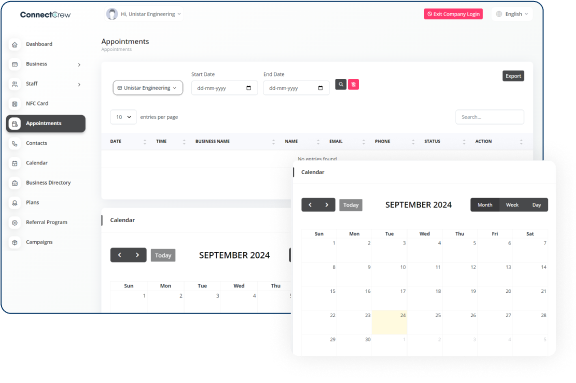 ConnectCrew
Hi, Unistar Engineering
Exit Company Login
English
Dashboard
Business
Staff
NFC Card
Appointments
Contacts
Calendar
Business Directory
Plans
Referral Program
Campaigns
Appointments
Appointments
Start Date
End Date
Unistar Engineering
dd-mm-yyyy
dd-mm-yyyy
Export
10 entries per page
Search...
DATE TIME BUSINESS NAME NAME EMAIL PHONE STATUS ACTION
No entries found
Calendar
Today
SEPTEMBER 2024
Sun Mon Tue Wed Thu
1 2 3 4
Calendar
Today
SEPTEMBER 2024
Month Week Day
Sun Mon Tue Wed Thu Fri Sat
1 2 3 4 5 6 7
8 9 10 11 12 13 14
15 16 17 18 19 20 21
22 23 24 25 26 27 28
29 30 1 2 3 4 5